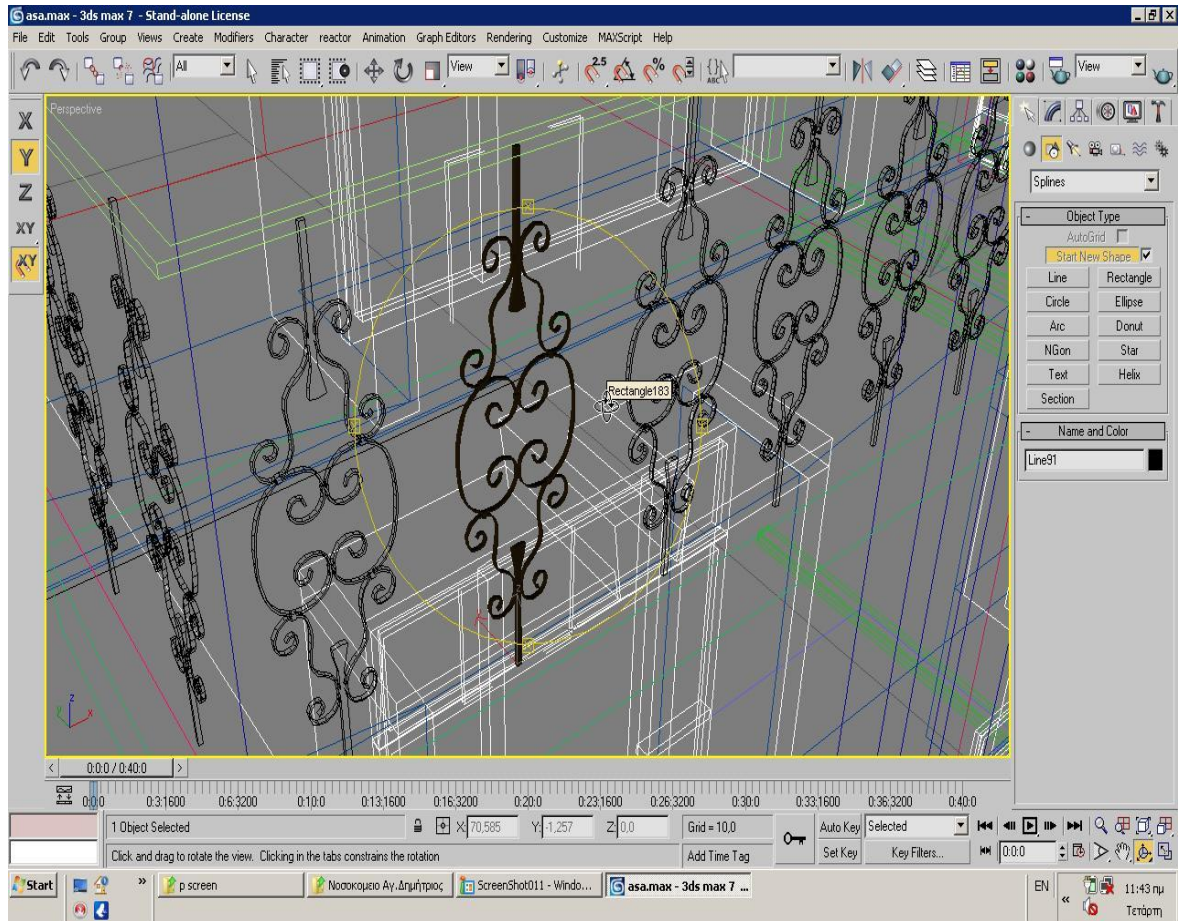 asa.max - 3ds max 7 - Stand-alone License
File Edit Tools Group Views Create Modifiers Character reactor Animation Graph Editors Rendering Customize MAXScript Help
All
View
2.5
%
ABC
View
X
Y
Z
XY
XY
Perspective
Rectangle183
z
y
x
Splines
- Object Type
AutoGrid
Start New Shape
Line Rectangle
Circle Ellipse
Arc Donut
NGon Star
Text Helix
Section
- Name and Color
Line91
< 0:0:0 / 0:40:0 >
0:0:0 0:3:1600 0:6:3200 0:10:0 0:13:1600 0:16:3200 0:20:0 0:23:1600 0:26:3200 0:30:0 0:33:1600 0:36:3200 0:40:0
1 Object Selected X: 70,585 Y: -1,257 Z: 0,0 Grid = 10,0 Auto Key Selected
Click and drag to rotate the view. Clicking in the tabs constrains the rotation Add Time Tag Set Key Key Filters... 0:0:0
Start » p screen Νοσοκομειο Αγ.Δημήτριος ScreenShot011 - Windo... asa.max - 3ds max 7 ... EN « 11:43 πμ
Τετάρτη